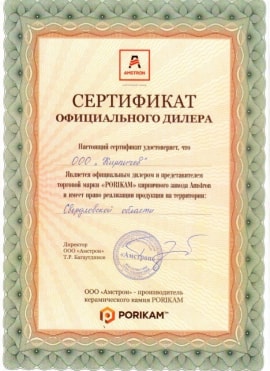 AMSTRON
СЕРТИФИКАТ
ОФИЦИАЛЬНОГО ДИЛЕРА
Настоящий сертификат удостоверяет, что
ООО „Кирпичев"
Является официальным дилером и представителем
торговой марки «PORIKAM» кирпичного завода Amstron
и имеет право реализации продукции на территории:
Свердловской области
Директор
ООО «Амстрон»
Т.Р. Багаутдинов
«Амстрон»
ООО «Амстрон» - производитель
керамического камня PORIKAM
PORIKAM™